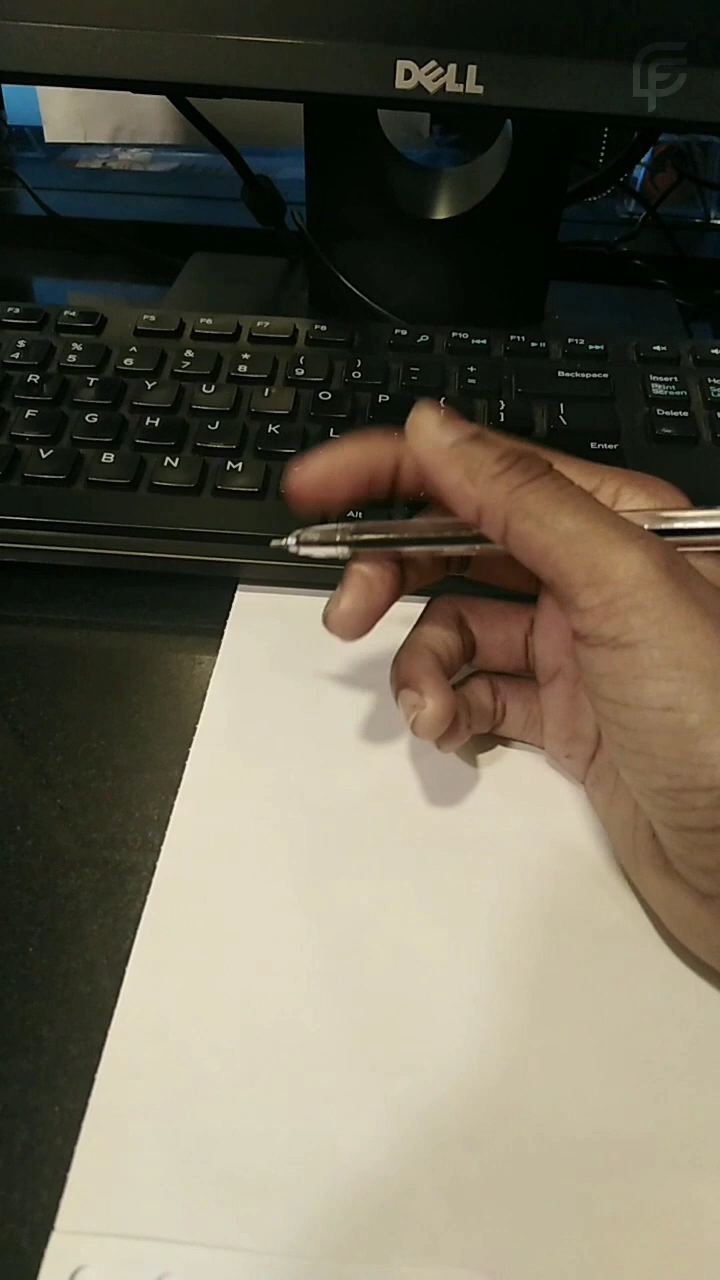 DELL
F3 F4 F5 F6 F7 F8 F9 F10 F11 F12
$ % ^ & * ( ) _ + Backspace Insert
4 5 6 7 8 9 0 - = Print Screen
R T Y U I O P { } | \ Delete
F G H J K L Enter
V B N M
Alt